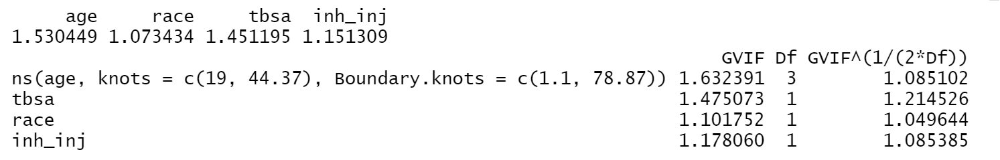 age race tbsa inh_inj
1.530449 1.073434 1.451195 1.151309
GVIF Df GVIF^(1/(2*Df))
ns(age, knots = c(19, 44.37), Boundary.knots = c(1.1, 78.87)) 1.632391 3 1.085102
tbsa 1.475073 1 1.214526
race 1.101752 1 1.049644
inh_inj 1.178060 1 1.085385